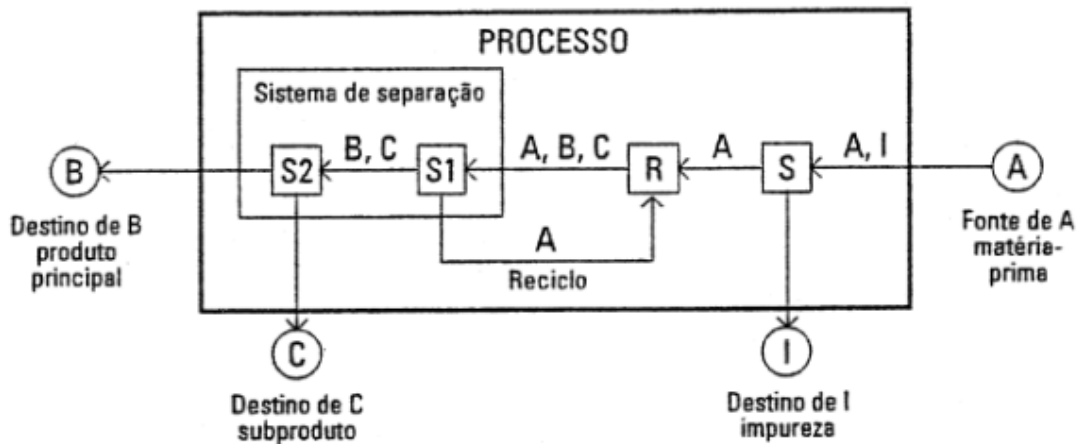 PROCESSO
Sistema de separação
B, C
A, B, C
A
A, I
B
S2
S1
R
S
A
Destino de B
produto
principal
A
Reciclo
Fonte de A
matéria-
prima
C
I
Destino de C
subproduto
Destino de I
impureza